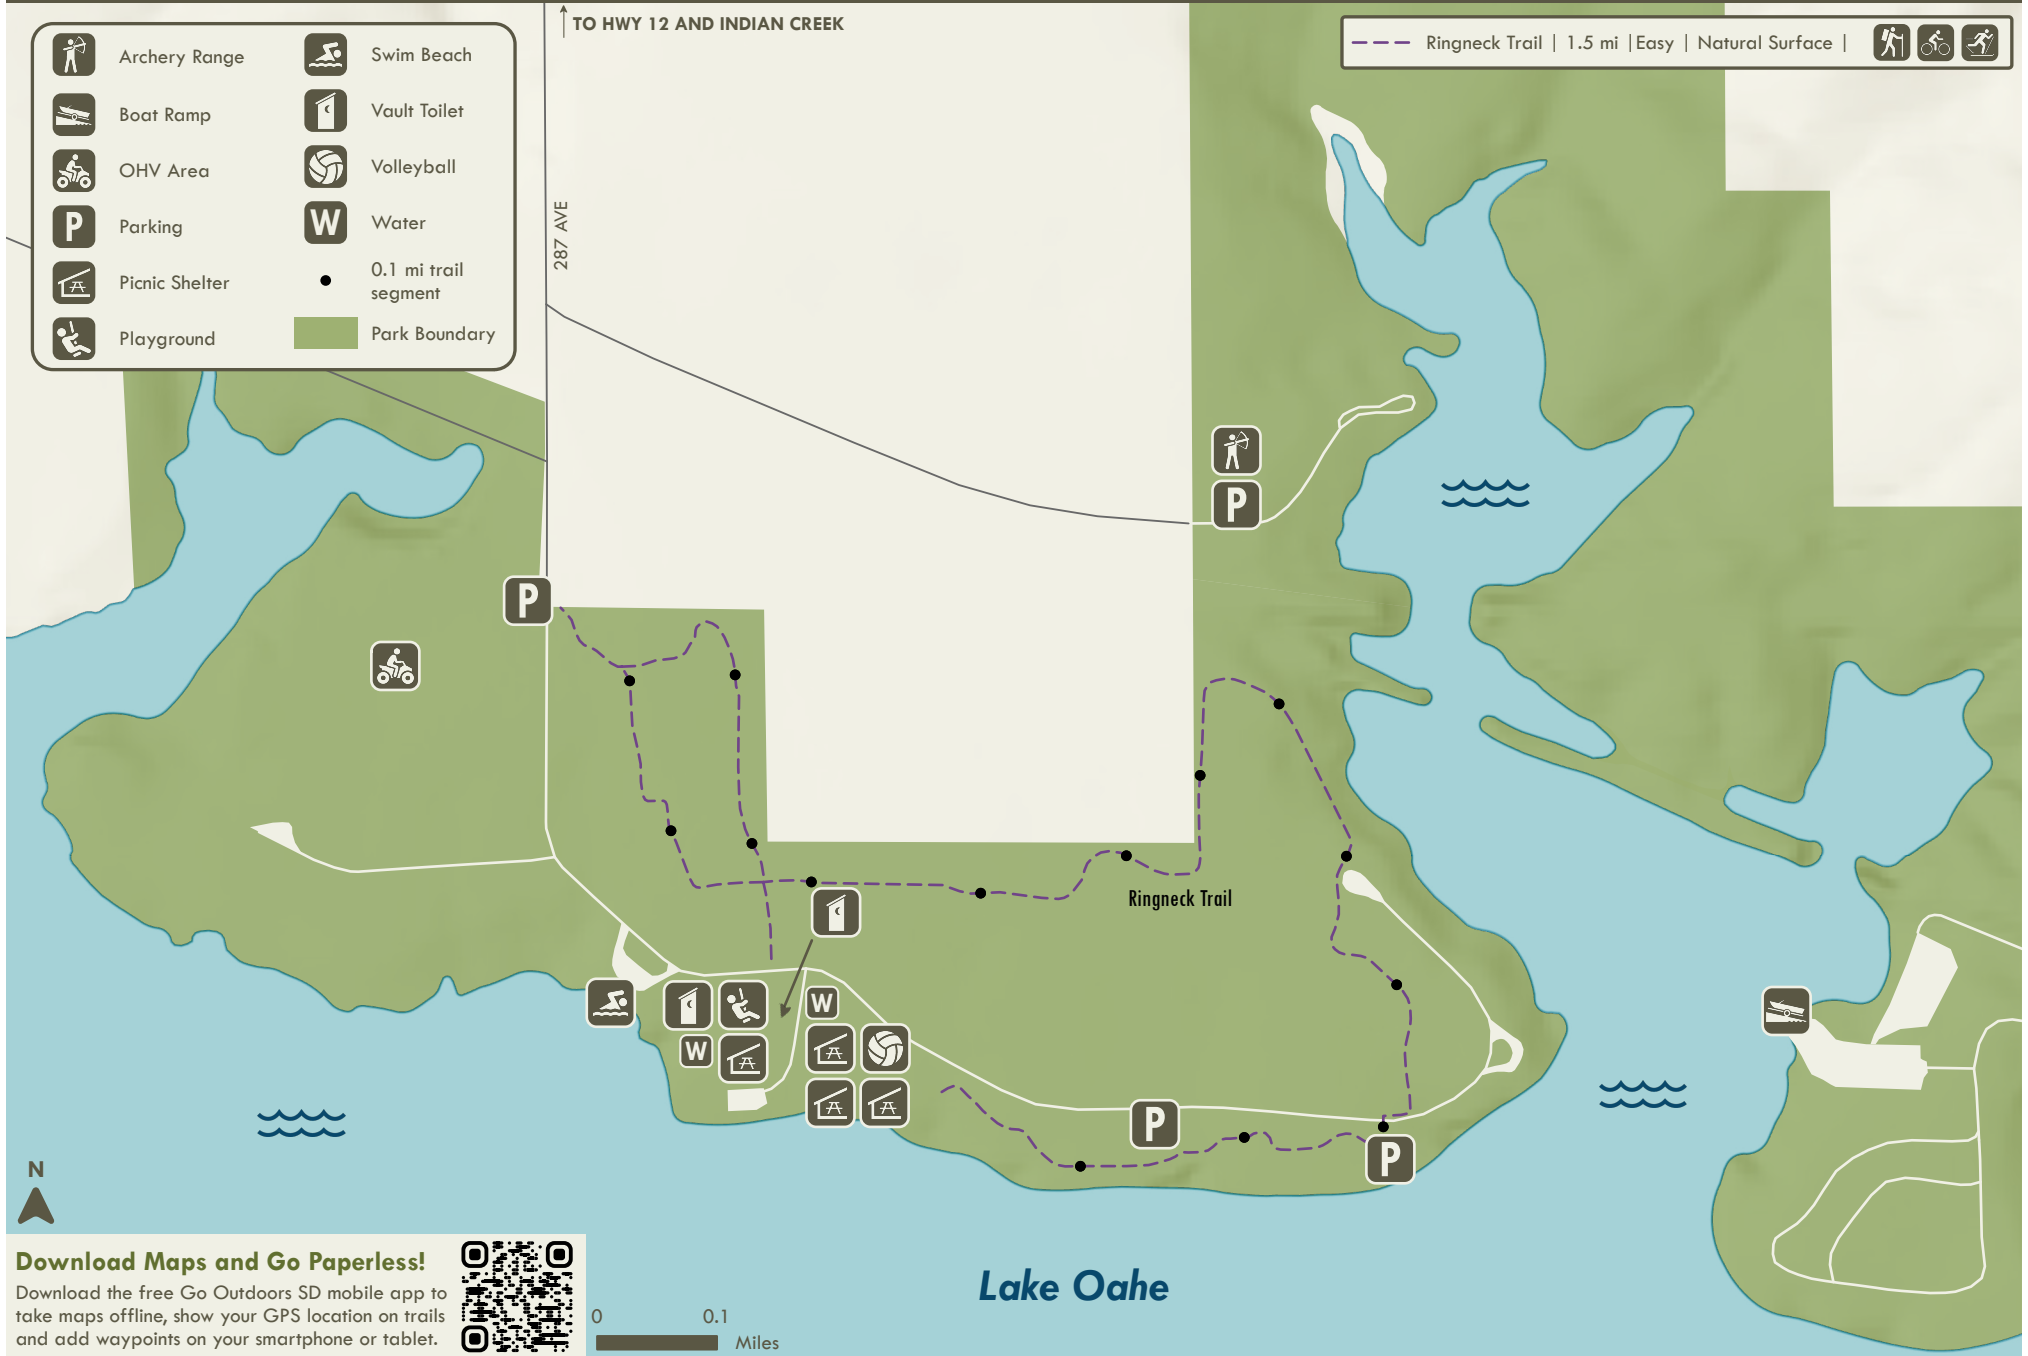 TO HWY 12 AND INDIAN CREEK
Ringneck Trail | 1.5 mi |Easy | Natural Surface |
Archery Range
Boat Ramp
OHV Area
P Parking
Picnic Shelter
Playground
Swim Beach
Vault Toilet
Volleyball
W Water
0.1 mi trail
segment
Park Boundary
287 AVE
P
P
Ringneck Trail
W
W
P
P
N
Lake Oahe
Download Maps and Go Paperless!
Download the free Go Outdoors SD mobile app to
take maps offline, show your GPS location on trails
and add waypoints on your smartphone or tablet.
0 0.1
Miles